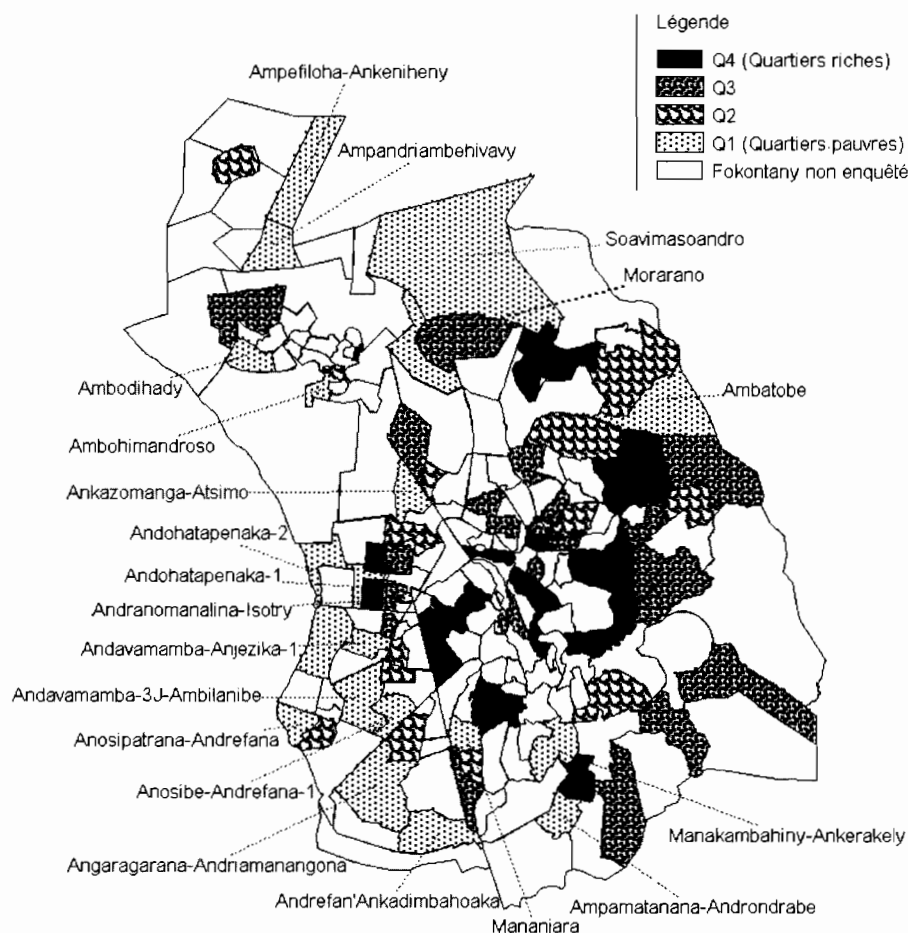 Légende
Q4 (Quartiers riches)
Q3
Q2
Q1 (Quartiers pauvres)
Fokontany non enquêté
Ampefiloha-Ankeniheny
Ampandriambehivavy
Soavimasoandro
Morarano
Ambodihady
Ambatobe
Ambohimandroso
Ankazomanga-Atsimo
Andohatapenaka-2
Andohatapenaka-1
Andranomanalina-Isotry
Andavamamba-Anjezika-1
Andavamamba-3J-Ambilanibe
Anosipatrana-Andrefana
Anosibe-Andrefana-1
Manakambahiny-Ankerakely
Angaragarana-Andriamanangona
Andrefan'Ankadimbahoaka
Ampamatanana-Androndrabe
Mananjara